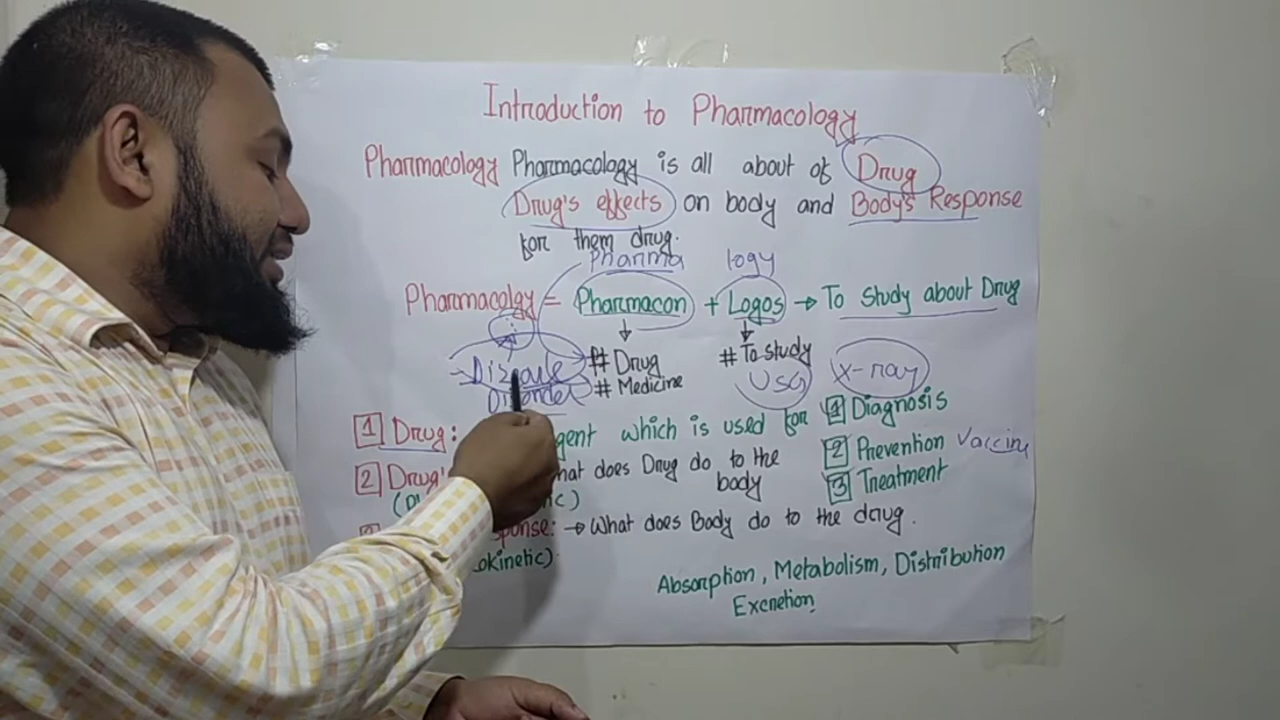 Introduction to Pharmacology
Pharmacology Pharmacology is all about of Drug
Drug's effects on body and Body's Response
for them drug.
Pharma logy
Pharmacolgy = Pharmacon + Logos → To study about Drug
# Drug # To study
# Medicine USG X-ray
1 Drug: gent which is used for 1 Diagnosis
2 Prevention Vaccine
3 Treatment
2 Drug' hat does Drug do to the
body
ponse: → What does Body do to the drug.
okinetic)
Absorption, Metabolism, Distribution
Excretion,